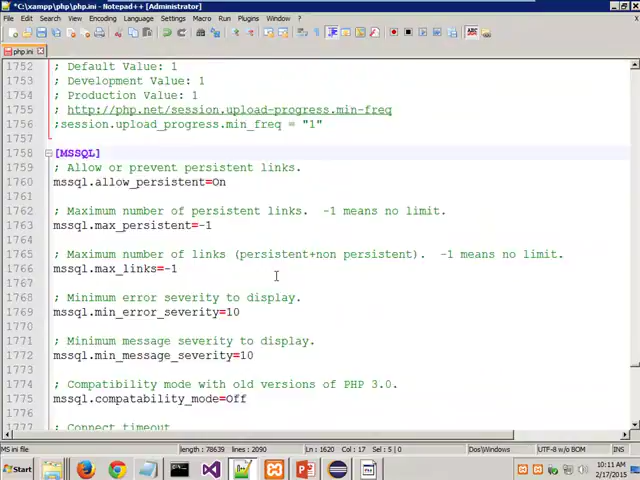 *C:\xampp\php\php.ini - Notepad++ [Administrator]
File Edit Search View Encoding Language Settings Macro Run Plugins Window ?
php.ini
1752 ; Default Value: 1
1753 ; Development Value: 1
1754 ; Production Value: 1
1755 ; http://php.net/session.upload-progress.min-freq
1756 ;session.upload_progress.min_freq = "1"
1757
1758 [MSSQL]
1759 ; Allow or prevent persistent links.
1760 mssql.allow_persistent=On
1761
1762 ; Maximum number of persistent links.  -1 means no limit.
1763 mssql.max_persistent=-1
1764
1765 ; Maximum number of links (persistent+non persistent).  -1 means no limit.
1766 mssql.max_links=-1
1767
1768 ; Minimum error severity to display.
1769 mssql.min_error_severity=10
1770
1771 ; Minimum message severity to display.
1772 mssql.min_message_severity=10
1773
1774 ; Compatibility mode with old versions of PHP 3.0.
1775 mssql.compatability_mode=Off
1776
1777 ; Connect timeout
MS ini file length : 78639 lines : 2090 Ln : 1620 Col : 17 Sel : 5 | 0 Dos\Windows UTF-8 w/o BOM INS
Start 10:11 AM
2/17/2015